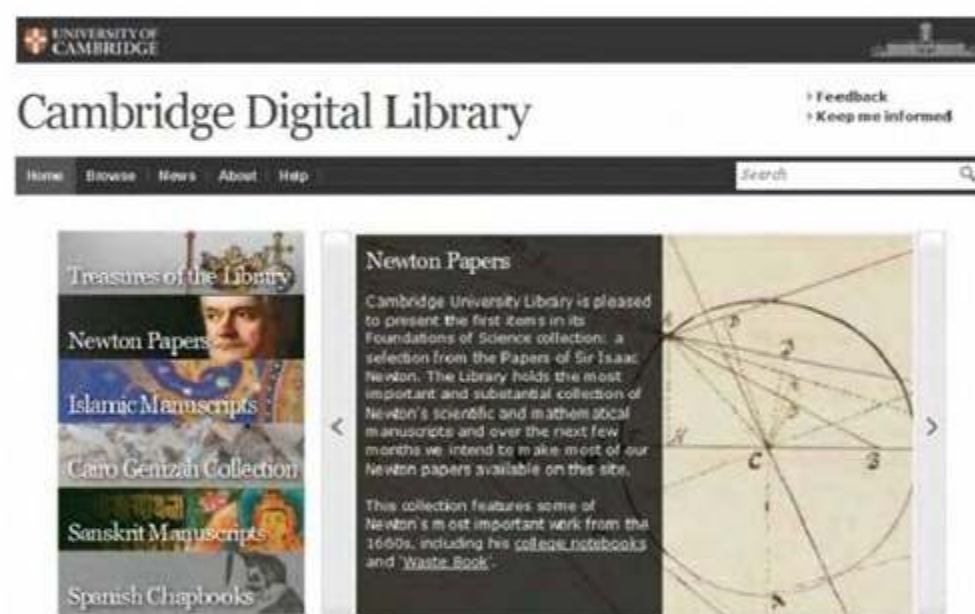 UNIVERSITY OF
CAMBRIDGE
Cambridge Digital Library
Feedback
Keep me informed
Home Browse News About Help
Search
Treasures of the Library
Newton Papers
Islamic Manuscripts
Cairo Genizah Collection
Sanskrit Manuscripts
Spanish Chapbooks
Newton Papers
Cambridge University Library is pleased
to present the first items in its
Foundations of Science collection: a
selection from the Papers of Sir Isaac
Newton. The Library holds the most
important and substantial collection of
Newton's scientific and mathematical
manuscripts and over the next few
months we intend to make most of our
Newton papers available on this site.
This collection features some of
Newton's most important work from the
1660s, including his college notebooks
and 'Waste Book'.
C